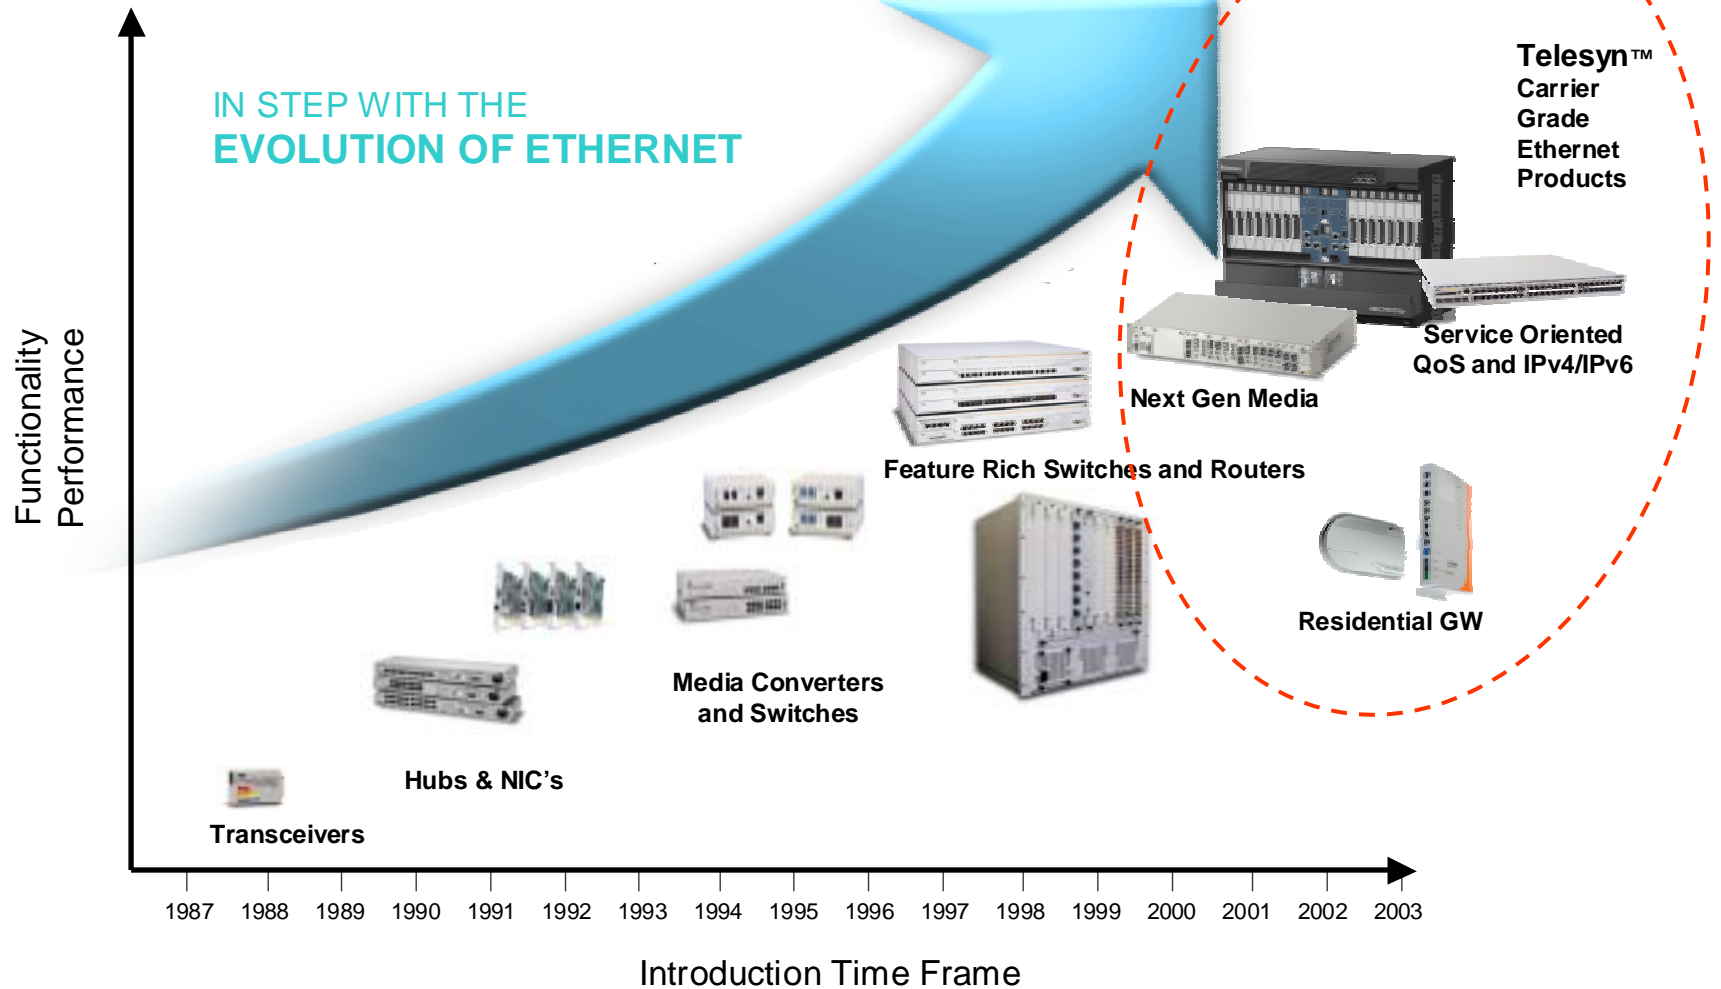 IN STEP WITH THE
EVOLUTION OF ETHERNET
Telesyn™
Carrier
Grade
Ethernet
Products
Functionality
Performance
Service Oriented
QoS and IPv4/IPv6
Next Gen Media
Feature Rich Switches and Routers
Residential GW
Media Converters
and Switches
Hubs & NIC's
Transceivers
1987 1988 1989 1990 1991 1992 1993 1994 1995 1996 1997 1998 1999 2000 2001 2002 2003
Introduction Time Frame